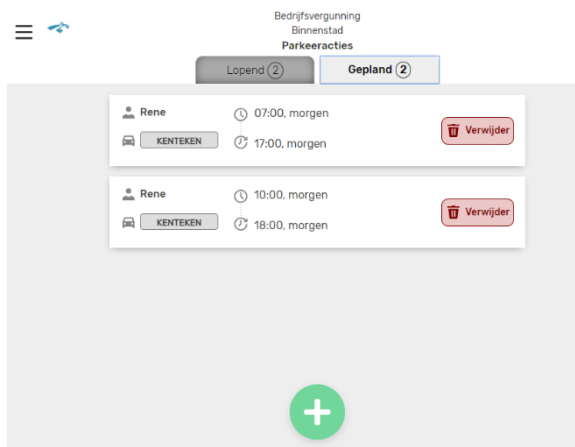 Bedrijfsvergunning
Binnenstad
Parkeeracties
Lopend 2 Gepland 2
Rene 07:00, morgen
KENTEKEN 17:00, morgen Verwijder
Rene 10:00, morgen
KENTEKEN 18:00, morgen Verwijder